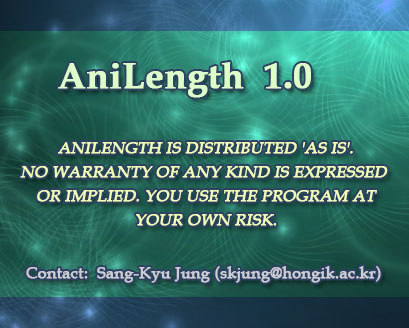 AniLength 1.0
ANILENGTH IS DISTRIBUTED 'AS IS'.
NO WARRANTY OF ANY KIND IS EXPRESSED
OR IMPLIED. YOU USE THE PROGRAM AT
YOUR OWN RISK.
Contact: Sang-Kyu Jung (skjung@hongik.ac.kr)